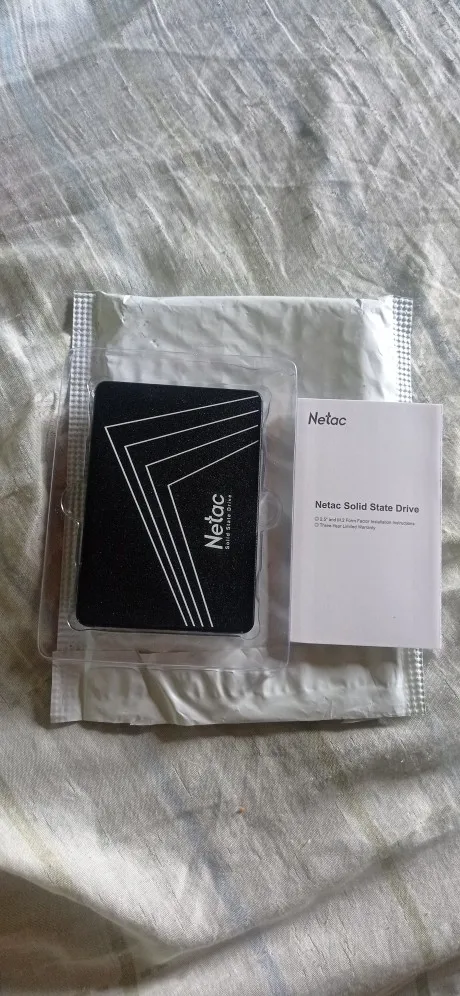 Netac
Solid State Drive
Netac
Netac Solid State Drive
☑ 2.5" and M.2 Form Factor Installation Instructions
☑ Three-Year Limited Warranty